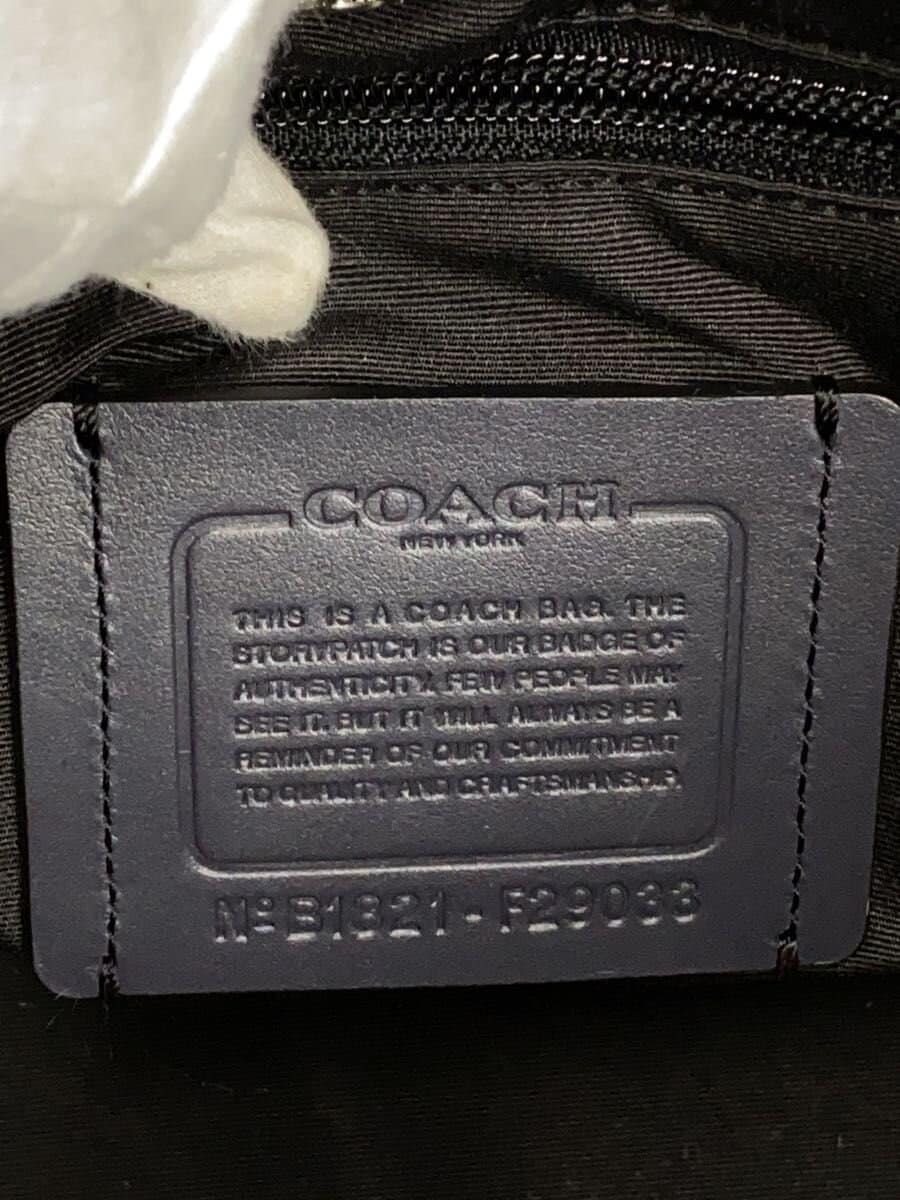 COACH
NEW YORK
THIS IS A COACH BAG. THE
STORYPATCH IS OUR BADGE OF
AUTHENTICITY. FEW PEOPLE MAY
SEE IT, BUT IT WILL ALWAYS BE A
REMINDER OF OUR COMMITMENT
TO QUALITY AND CRAFTSMANSHIP.
Nº B1821-F29033